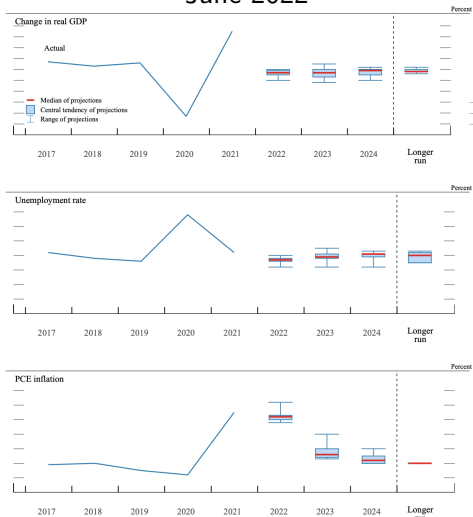 June 2022
Percent
Change in real GDP
Actual
Median of projections
Central tendency of projections
Range of projections
2017 2018 2019 2020 2021 2022 2023 2024 Longer
run
Percent
Unemployment rate
2017 2018 2019 2020 2021 2022 2023 2024 Longer
run
Percent
PCE inflation
2017 2018 2019 2020 2021 2022 2023 2024 Longer